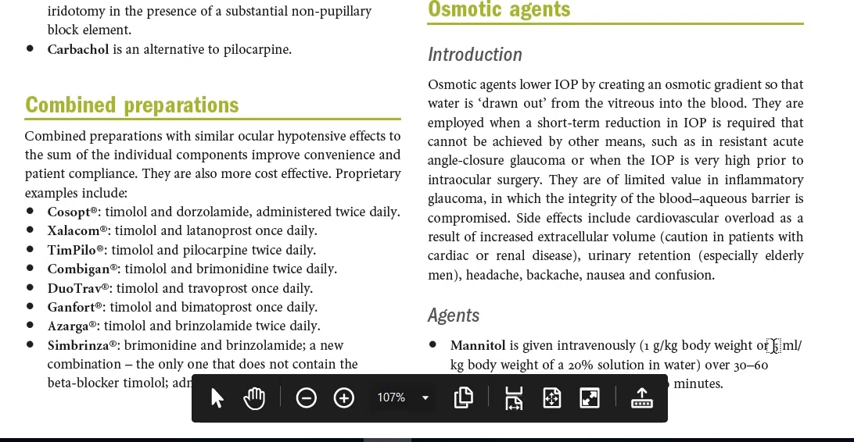 iridotomy in the presence of a substantial non-pupillary
block element.
● Carbachol is an alternative to pilocarpine.
Combined preparations
Combined preparations with similar ocular hypotensive effects to
the sum of the individual components improve convenience and
patient compliance. They are also more cost effective. Proprietary
examples include:
● Cosopt®: timolol and dorzolamide, administered twice daily.
● Xalacom®: timolol and latanoprost once daily.
● TimPilo®: timolol and pilocarpine twice daily.
● Combigan®: timolol and brimonidine twice daily.
● DuoTrav®: timolol and travoprost once daily.
● Ganfort®: timolol and bimatoprost once daily.
● Azarga®: timolol and brinzolamide twice daily.
● Simbrinza®: brimonidine and brinzolamide; a new
combination – the only one that does not contain the
beta-blocker timolol;
Osmotic agents
Introduction
Osmotic agents lower IOP by creating an osmotic gradient so that
water is ‘drawn out’ from the vitreous into the blood. They are
employed when a short-term reduction in IOP is required that
cannot be achieved by other means, such as in resistant acute
angle-closure glaucoma or when the IOP is very high prior to
intraocular surgery. They are of limited value in inflammatory
glaucoma, in which the integrity of the blood–aqueous barrier is
compromised. Side effects include cardiovascular overload as a
result of increased extracellular volume (caution in patients with
cardiac or renal disease), urinary retention (especially elderly
men), headache, backache, nausea and confusion.
Agents
● Mannitol is given intravenously (1 g/kg body weight or ml/
kg body weight of a 20% solution in water) over 30–60
minutes.
107%